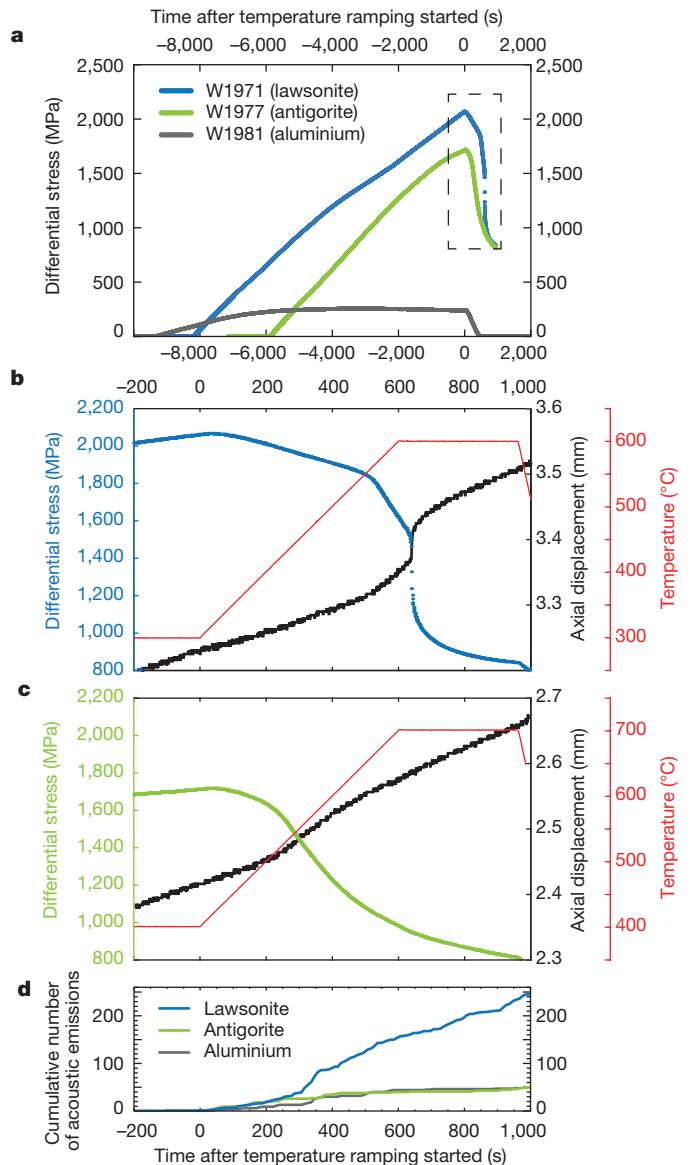 Time after temperature ramping started (s)
a
−8,000 −6,000 −4,000 −2,000 0 2,000
2,500 2,500
W1971 (lawsonite)
W1977 (antigorite)
W1981 (aluminium)
2,000 2,000
1,500 1,500
1,000 1,000
500 500
0 0
Differential stress (MPa)
−8,000 −6,000 −4,000 −2,000 0 2,000
b
−200 0 200 400 600 800 1,000
2,200 3.6
2,000 600
1,800 3.5 500
1,600
1,400 3.4 400
1,200
1,000 3.3 300
800
Differential stress (MPa)
Axial displacement (mm)
Temperature (°C)
c
2,200 2.7
2,000 700
1,800 2.6 600
1,600
1,400 2.5 500
1,200
1,000 2.4 400
800 2.3
Differential stress (MPa)
Axial displacement (mm)
Temperature (°C)
d
Lawsonite
Antigorite
Aluminium
200 200
100 100
0 0
Cumulative number
of acoustic emissions
−200 0 200 400 600 800 1,000
Time after temperature ramping started (s)